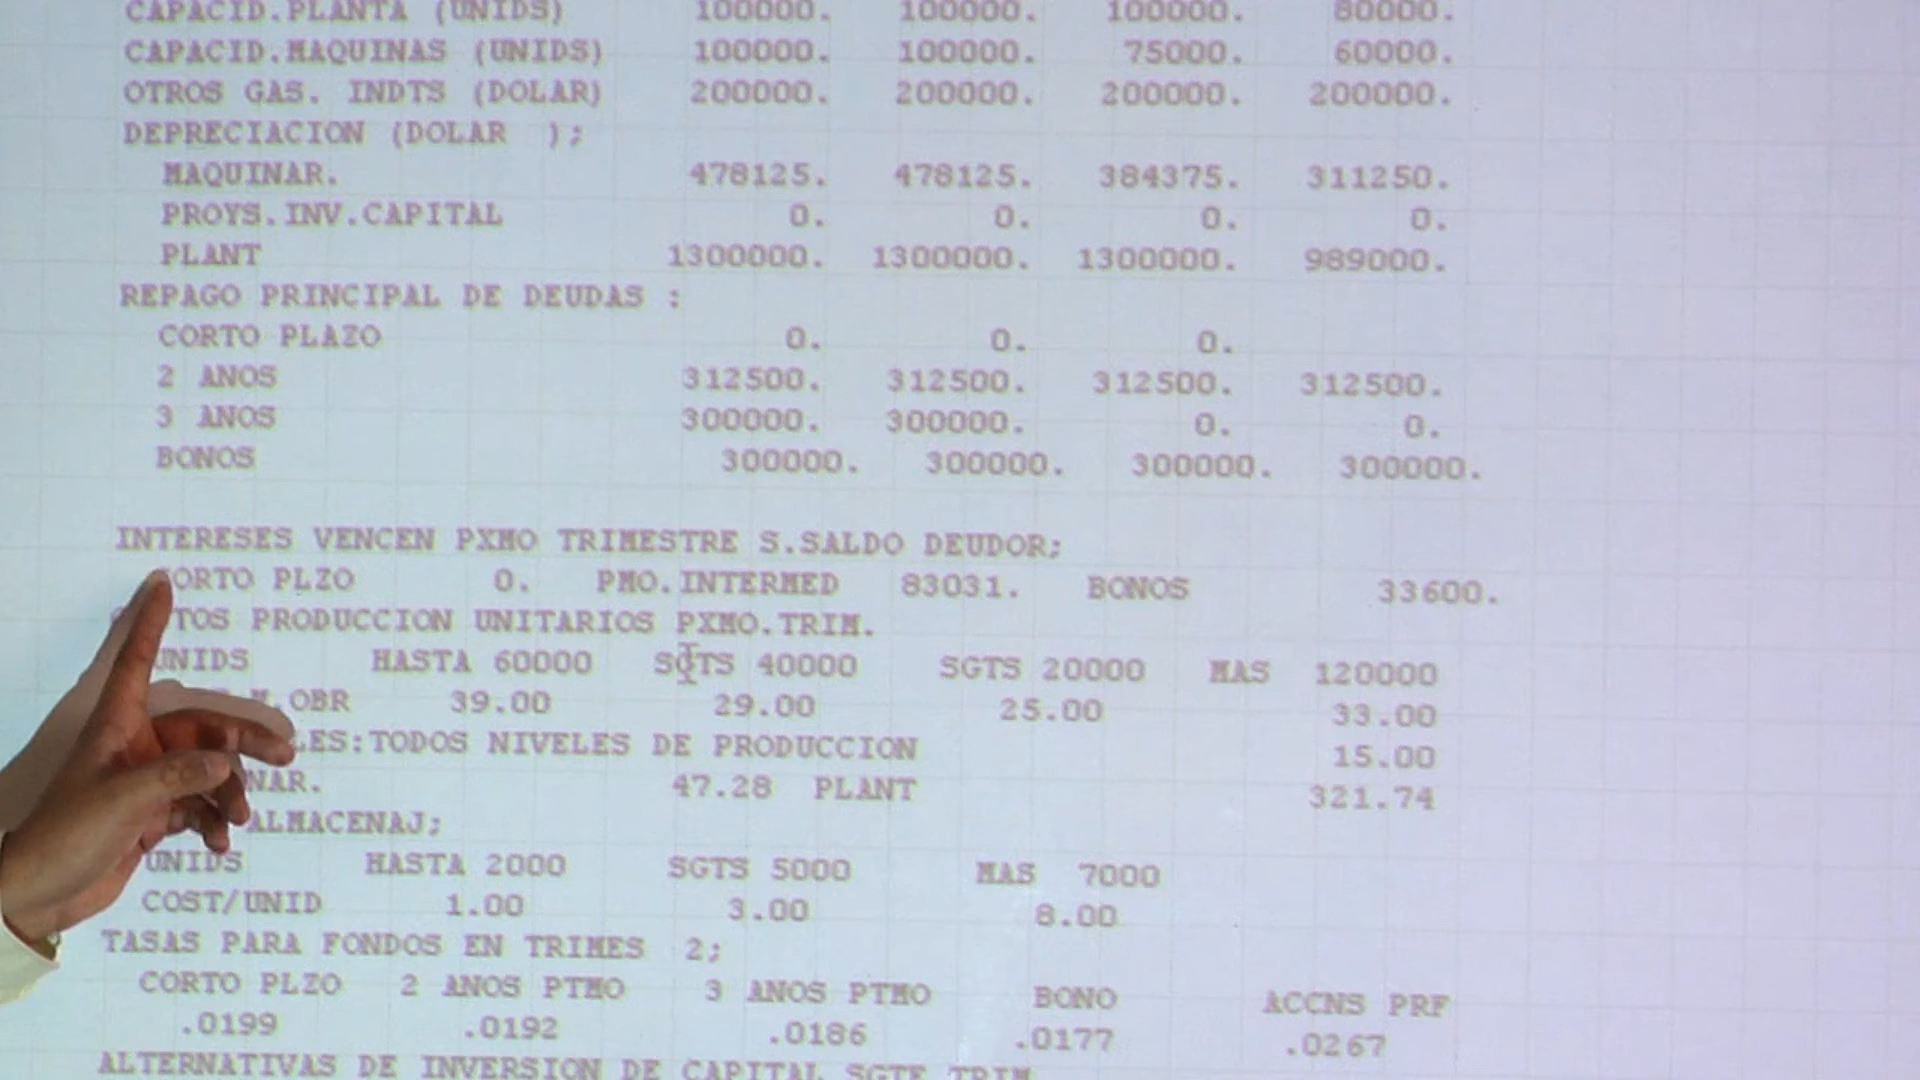 CAPACID.PLANTA (UNIDS) 100000. 100000. 100000. 80000.
CAPACID.MAQUINAS (UNIDS) 100000. 100000. 75000. 60000.
OTROS GAS. INDTS (DOLAR) 200000. 200000. 200000. 200000.
DEPRECIACION (DOLAR );
MAQUINAR. 478125. 478125. 384375. 311250.
PROYS.INV.CAPITAL 0. 0. 0. 0.
PLANT 1300000. 1300000. 1300000. 989000.
REPAGO PRINCIPAL DE DEUDAS :
CORTO PLAZO 0. 0. 0.
2 ANOS 312500. 312500. 312500. 312500.
3 ANOS 300000. 300000. 0. 0.
BONOS 300000. 300000. 300000. 300000.
INTERESES VENCEN PXMO TRIMESTRE S.SALDO DEUDOR;
CORTO PLZO 0. PMO.INTERMED 83031. BONOS 33600.
TOS PRODUCCION UNITARIOS PXMO.TRIM.
UNIDS HASTA 60000 SGTS 40000 SGTS 20000 MAS 120000
M.OBR 39.00 29.00 25.00 33.00
LES:TODOS NIVELES DE PRODUCCION 15.00
NAR. 47.28 PLANT 321.74
ALMACENAJ;
UNIDS HASTA 2000 SGTS 5000 MAS 7000
COST/UNID 1.00 3.00 8.00
TASAS PARA FONDOS EN TRIMES 2;
CORTO PLZO 2 ANOS PTMO 3 ANOS PTMO BONO ACCNS PRF
.0199 .0192 .0186 .0177 .0267
ALTERNATIVAS DE INVERSION DE CAPITAL SGTE TRIM